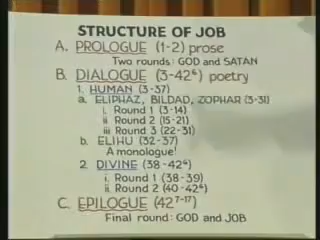 STRUCTURE OF JOB
A. PROLOGUE (1-2) prose
Two rounds: GOD and SATAN
B. DIALOGUE (3-42⁶) poetry
1. HUMAN (3-37)
a. ELIPHAZ, BILDAD, ZOPHAR (3-31)
i. Round 1 (3-14)
ii Round 2 (15-21)
iii Round 3 (22-31)
b. ELIHU (32-37)
A monologue!
2. DIVINE (38-42⁶)
i. Round 1 (38-39)
ii. Round 2 (40-42⁶)
C. EPILOGUE (42⁷⁻¹⁷)
Final round: GOD and JOB